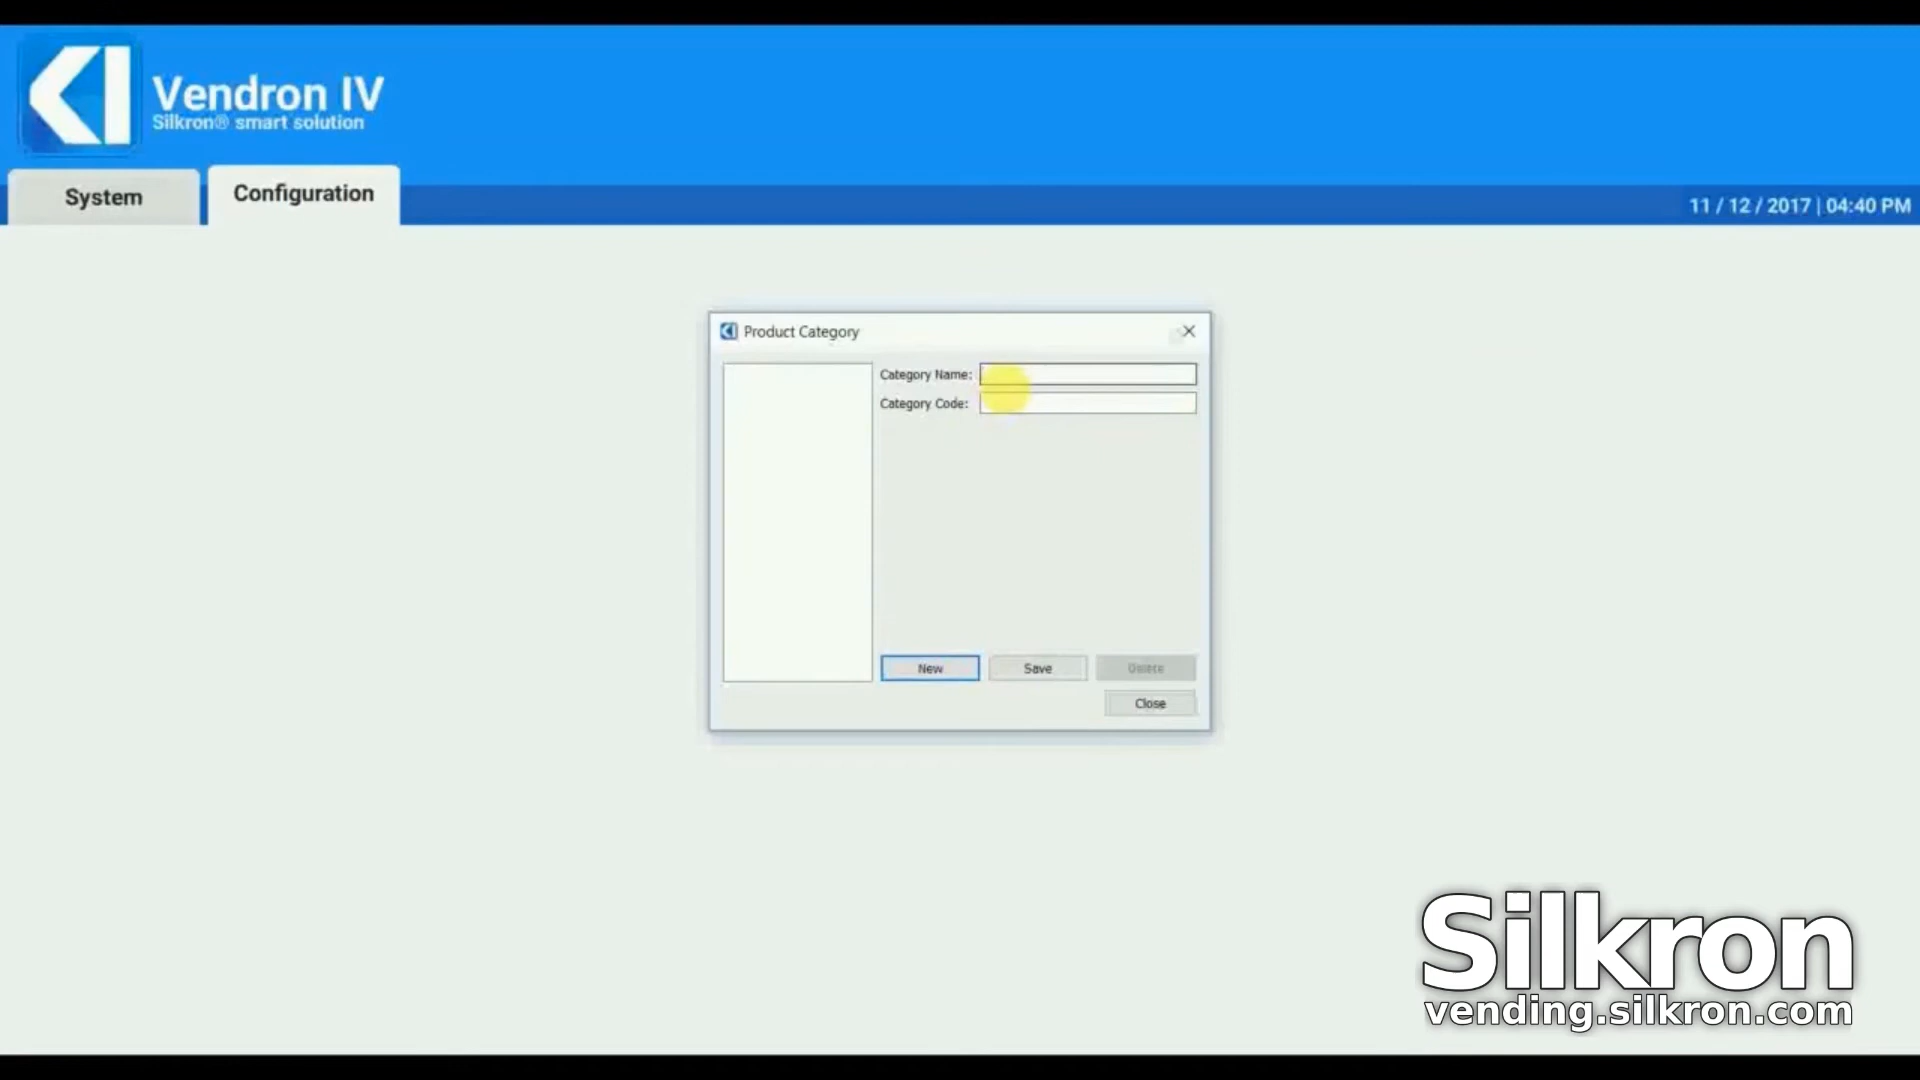 Vendron IV
Silkron® smart solution
System
Configuration
11 / 12 / 2017 | 04:40 PM
Product Category
Category Name:
Category Code:
New
Save
Delete
Close
Silkron
vending.silkron.com